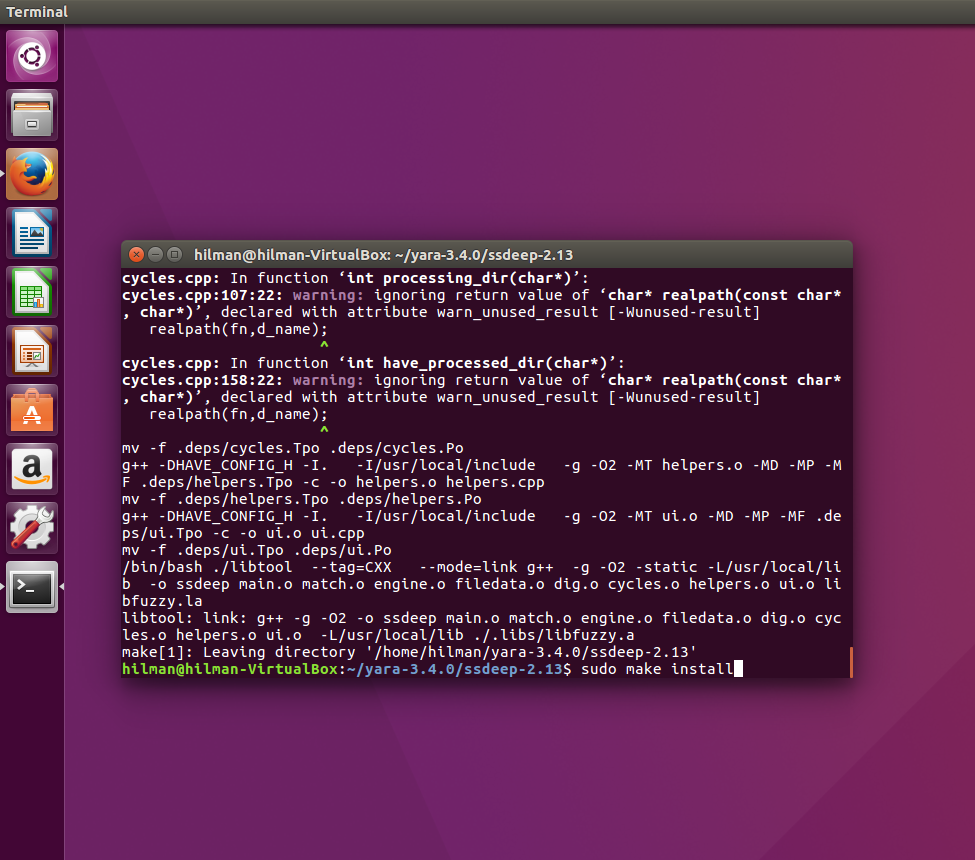 Terminal
hilman@hilman-VirtualBox: ~/yara-3.4.0/ssdeep-2.13
cycles.cpp: In function ‘int processing_dir(char*)’:
cycles.cpp:107:22: warning: ignoring return value of ‘char* realpath(const char*
, char*)’, declared with attribute warn_unused_result [-Wunused-result]
realpath(fn,d_name);
^
cycles.cpp: In function ‘int have_processed_dir(char*)’:
cycles.cpp:158:22: warning: ignoring return value of ‘char* realpath(const char*
, char*)’, declared with attribute warn_unused_result [-Wunused-result]
realpath(fn,d_name);
^
mv -f .deps/cycles.Tpo .deps/cycles.Po
g++ -DHAVE_CONFIG_H -I.   -I/usr/local/include   -g -O2 -MT helpers.o -MD -MP -M
F .deps/helpers.Tpo -c -o helpers.o helpers.cpp
mv -f .deps/helpers.Tpo .deps/helpers.Po
g++ -DHAVE_CONFIG_H -I.   -I/usr/local/include   -g -O2 -MT ui.o -MD -MP -MF .de
ps/ui.Tpo -c -o ui.o ui.cpp
mv -f .deps/ui.Tpo .deps/ui.Po
/bin/bash ./libtool  --tag=CXX   --mode=link g++  -g -O2 -static -L/usr/local/li
b  -o ssdeep main.o match.o engine.o filedata.o dig.o cycles.o helpers.o ui.o li
bfuzzy.la
libtool: link: g++ -g -O2 -o ssdeep main.o match.o engine.o filedata.o dig.o cyc
les.o helpers.o ui.o  -L/usr/local/lib ./.libs/libfuzzy.a
make[1]: Leaving directory '/home/hilman/yara-3.4.0/ssdeep-2.13'
hilman@hilman-VirtualBox:~/yara-3.4.0/ssdeep-2.13$ sudo make install